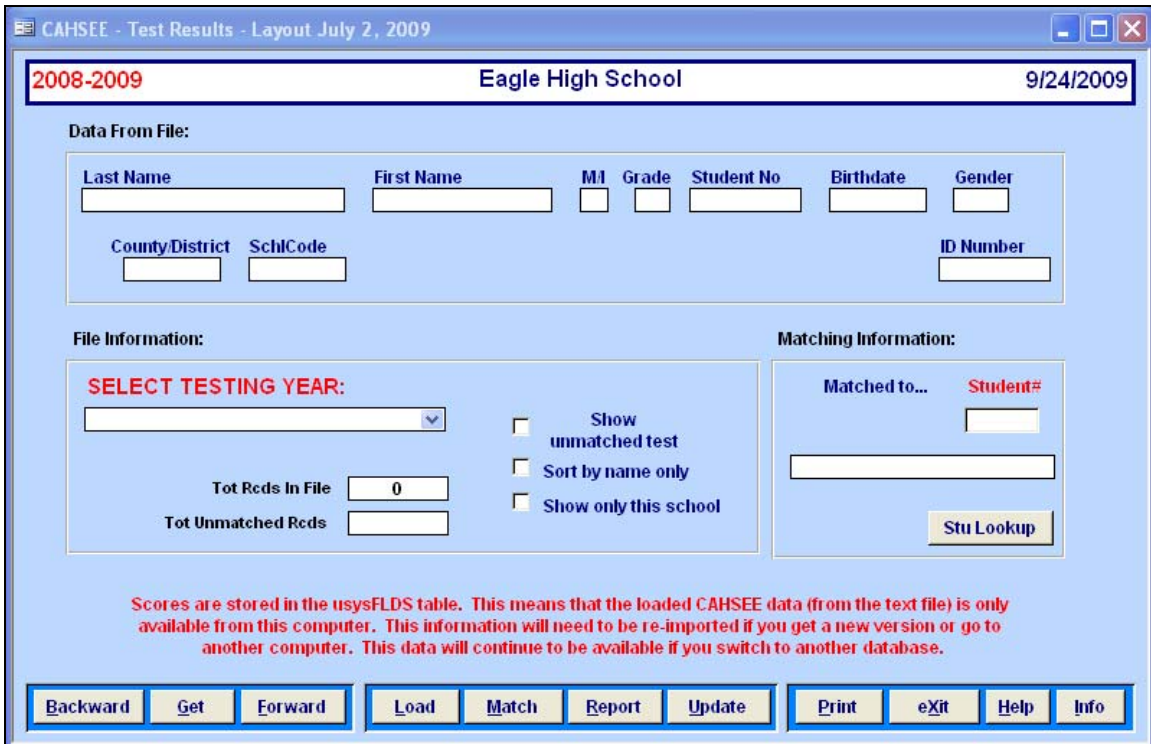 CAHSEE - Test Results - Layout July 2, 2009
2008-2009 Eagle High School 9/24/2009
Data From File:
Last Name First Name M/I Grade Student No Birthdate Gender
County/District SchlCode ID Number
File Information: Matching Information:
SELECT TESTING YEAR: Matched to... Student#
Show
unmatched test
Sort by name only
Tot Rcds In File 0
Show only this school
Tot Unmatched Rcds
Stu Lookup
Scores are stored in the usysFLDS table. This means that the loaded CAHSEE data (from the text file) is only
available from this computer. This information will need to be re-imported if you get a new version or go to
another computer. This data will continue to be available if you switch to another database.
Backward Get Forward Load Match Report Update Print eXit Help Info